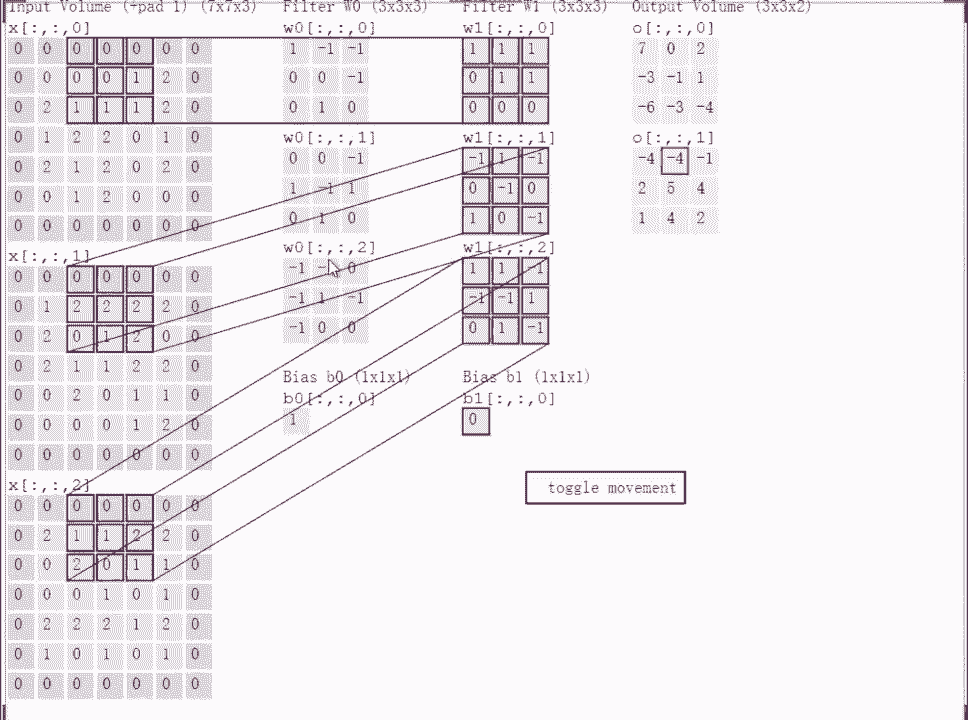 Input Volume (+pad 1) (7x7x3)
x[:,:,0]
0 0 0 0 0 0 0
0 0 0 0 1 2 0
0 2 1 1 1 2 0
0 1 2 2 0 1 0
0 2 1 2 0 2 0
0 0 1 2 0 0 0
0 0 0 0 0 0 0
x[:,:,1]
0 0 0 0 0 0 0
0 1 2 2 2 2 0
0 2 0 1 2 0 0
0 2 1 1 2 2 0
0 0 2 0 1 1 0
0 0 0 0 1 2 0
0 0 0 0 0 0 0
x[:,:,2]
0 0 0 0 0 0 0
0 2 1 1 2 2 0
0 0 2 0 1 1 0
0 0 0 1 0 1 0
0 2 2 2 1 2 0
0 1 0 1 0 1 0
0 0 0 0 0 0 0
Filter W0 (3x3x3)
w0[:,:,0]
1 -1 -1
0 0 -1
0 1 0
w0[:,:,1]
0 0 -1
1 -1 1
0 1 0
w0[:,:,2]
-1 0
-1 1 -1
-1 0 0
Bias b0 (1x1x1)
b0[:,:,0]
1
Filter W1 (3x3x3)
w1[:,:,0]
1 1 1
0 1 1
0 0 0
w1[:,:,1]
-1 1 -1
0 -1 0
1 0 -1
w1[:,:,2]
1 1 -1
-1 -1 1
0 1 -1
Bias b1 (1x1x1)
b1[:,:,0]
0
Output Volume (3x3x2)
o[:,:,0]
7 0 2
-3 -1 1
-6 -3 -4
o[:,:,1]
-4 -4 -1
2 5 4
1 4 2
toggle movement